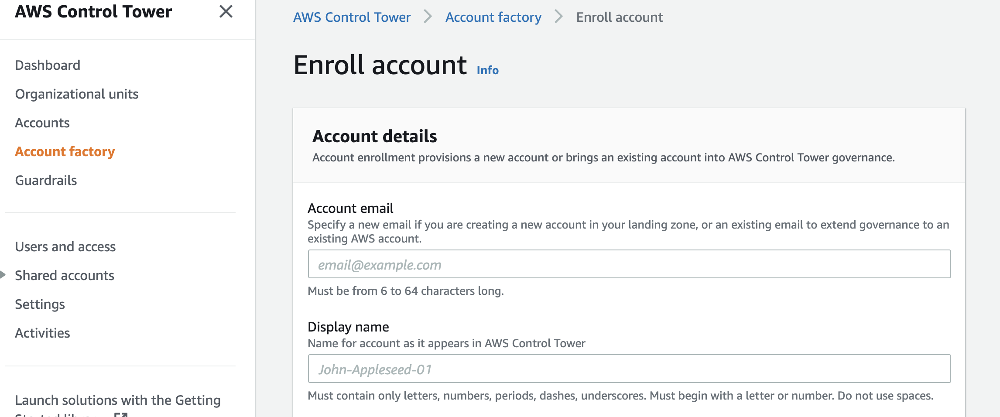 AWS Control Tower
Dashboard
Organizational units
Accounts
Account factory
Guardrails
Users and access
Shared accounts
Settings
Activities
Launch solutions with the Getting
Started library
AWS Control Tower > Account factory > Enroll account
Enroll account Info
Account details
Account enrollment provisions a new account or brings an existing account into AWS Control Tower governance.
Account email
Specify a new email if you are creating a new account in your landing zone, or an existing email to extend governance to an
existing AWS account.
email@example.com
Must be from 6 to 64 characters long.
Display name
Name for account as it appears in AWS Control Tower
John-Appleseed-01
Must contain only letters, numbers, periods, dashes, underscores. Must begin with a letter or number. Do not use spaces.